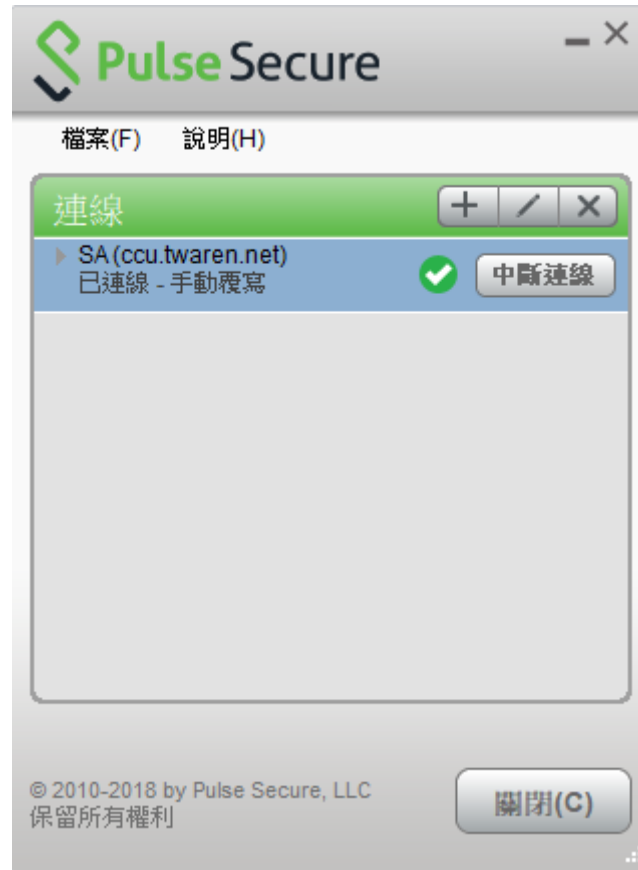 Pulse Secure
檔案(F) 說明(H)
連線
SA (ccu.twaren.net)
已連線 - 手動覆寫
中斷連線
© 2010-2018 by Pulse Secure, LLC
保留所有權利
關閉(C)